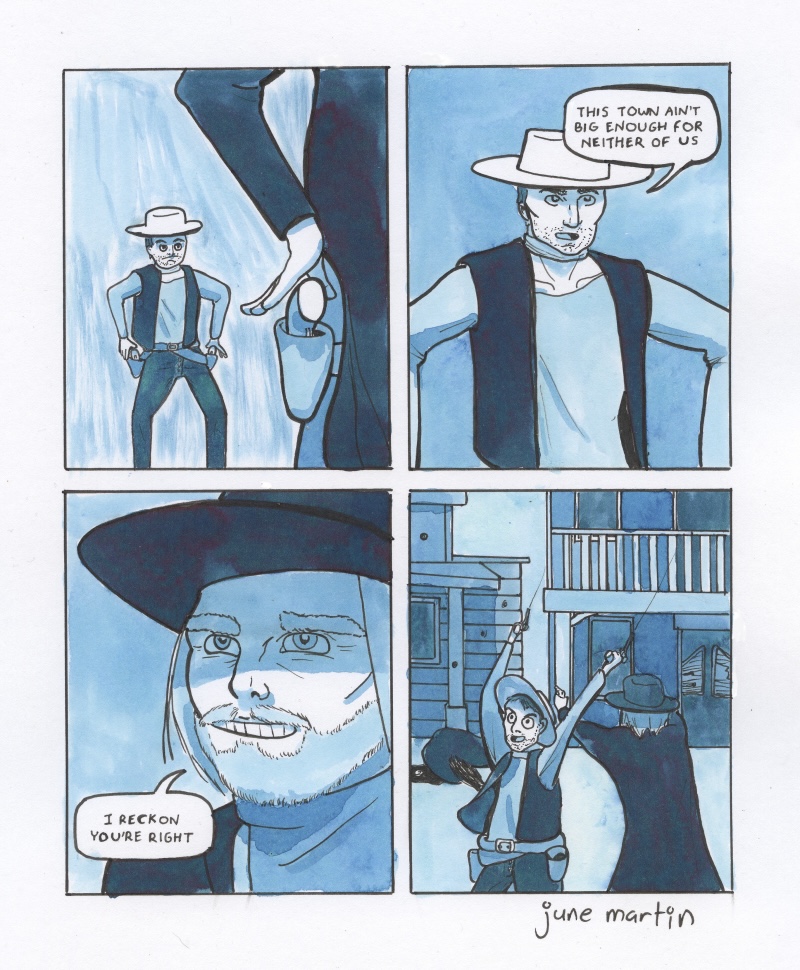 THIS TOWN AIN'T
BIG ENOUGH FOR
NEITHER OF US
I RECKON
YOU'RE RIGHT
june martin